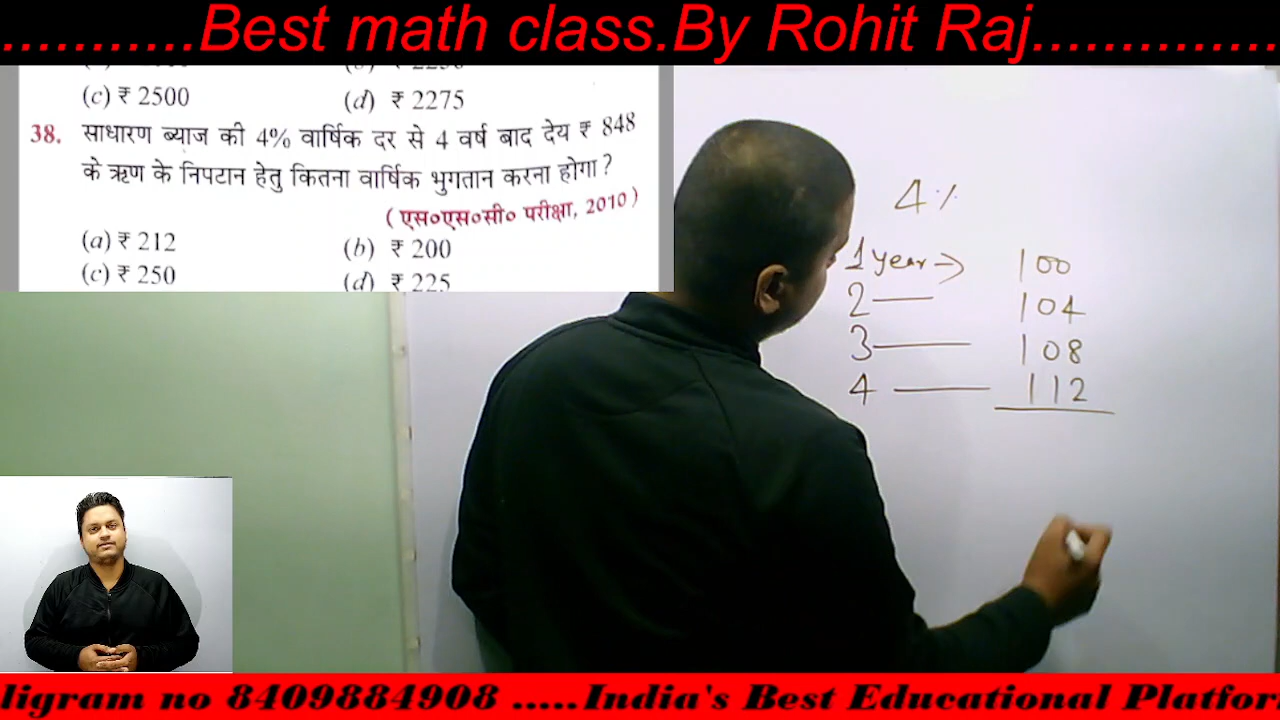 ...........Best math class.By Rohit Raj..............
(c) ₹ 2500 (d) ₹ 2275
38. साधारण ब्याज की 4% वार्षिक दर से 4 वर्ष बाद देय ₹ 848
के ऋण के निपटान हेतु कितना वार्षिक भुगतान करना होगा?
(एस०एस०सी० परीक्षा, 2010)
(a) ₹ 212 (b) ₹ 200
(c) ₹ 250 (d) ₹ 225
4%
1 year → 100
2 — 104
3 — 108
4 — 112
ligram no 8409884908 .....India's Best Educational Platfor